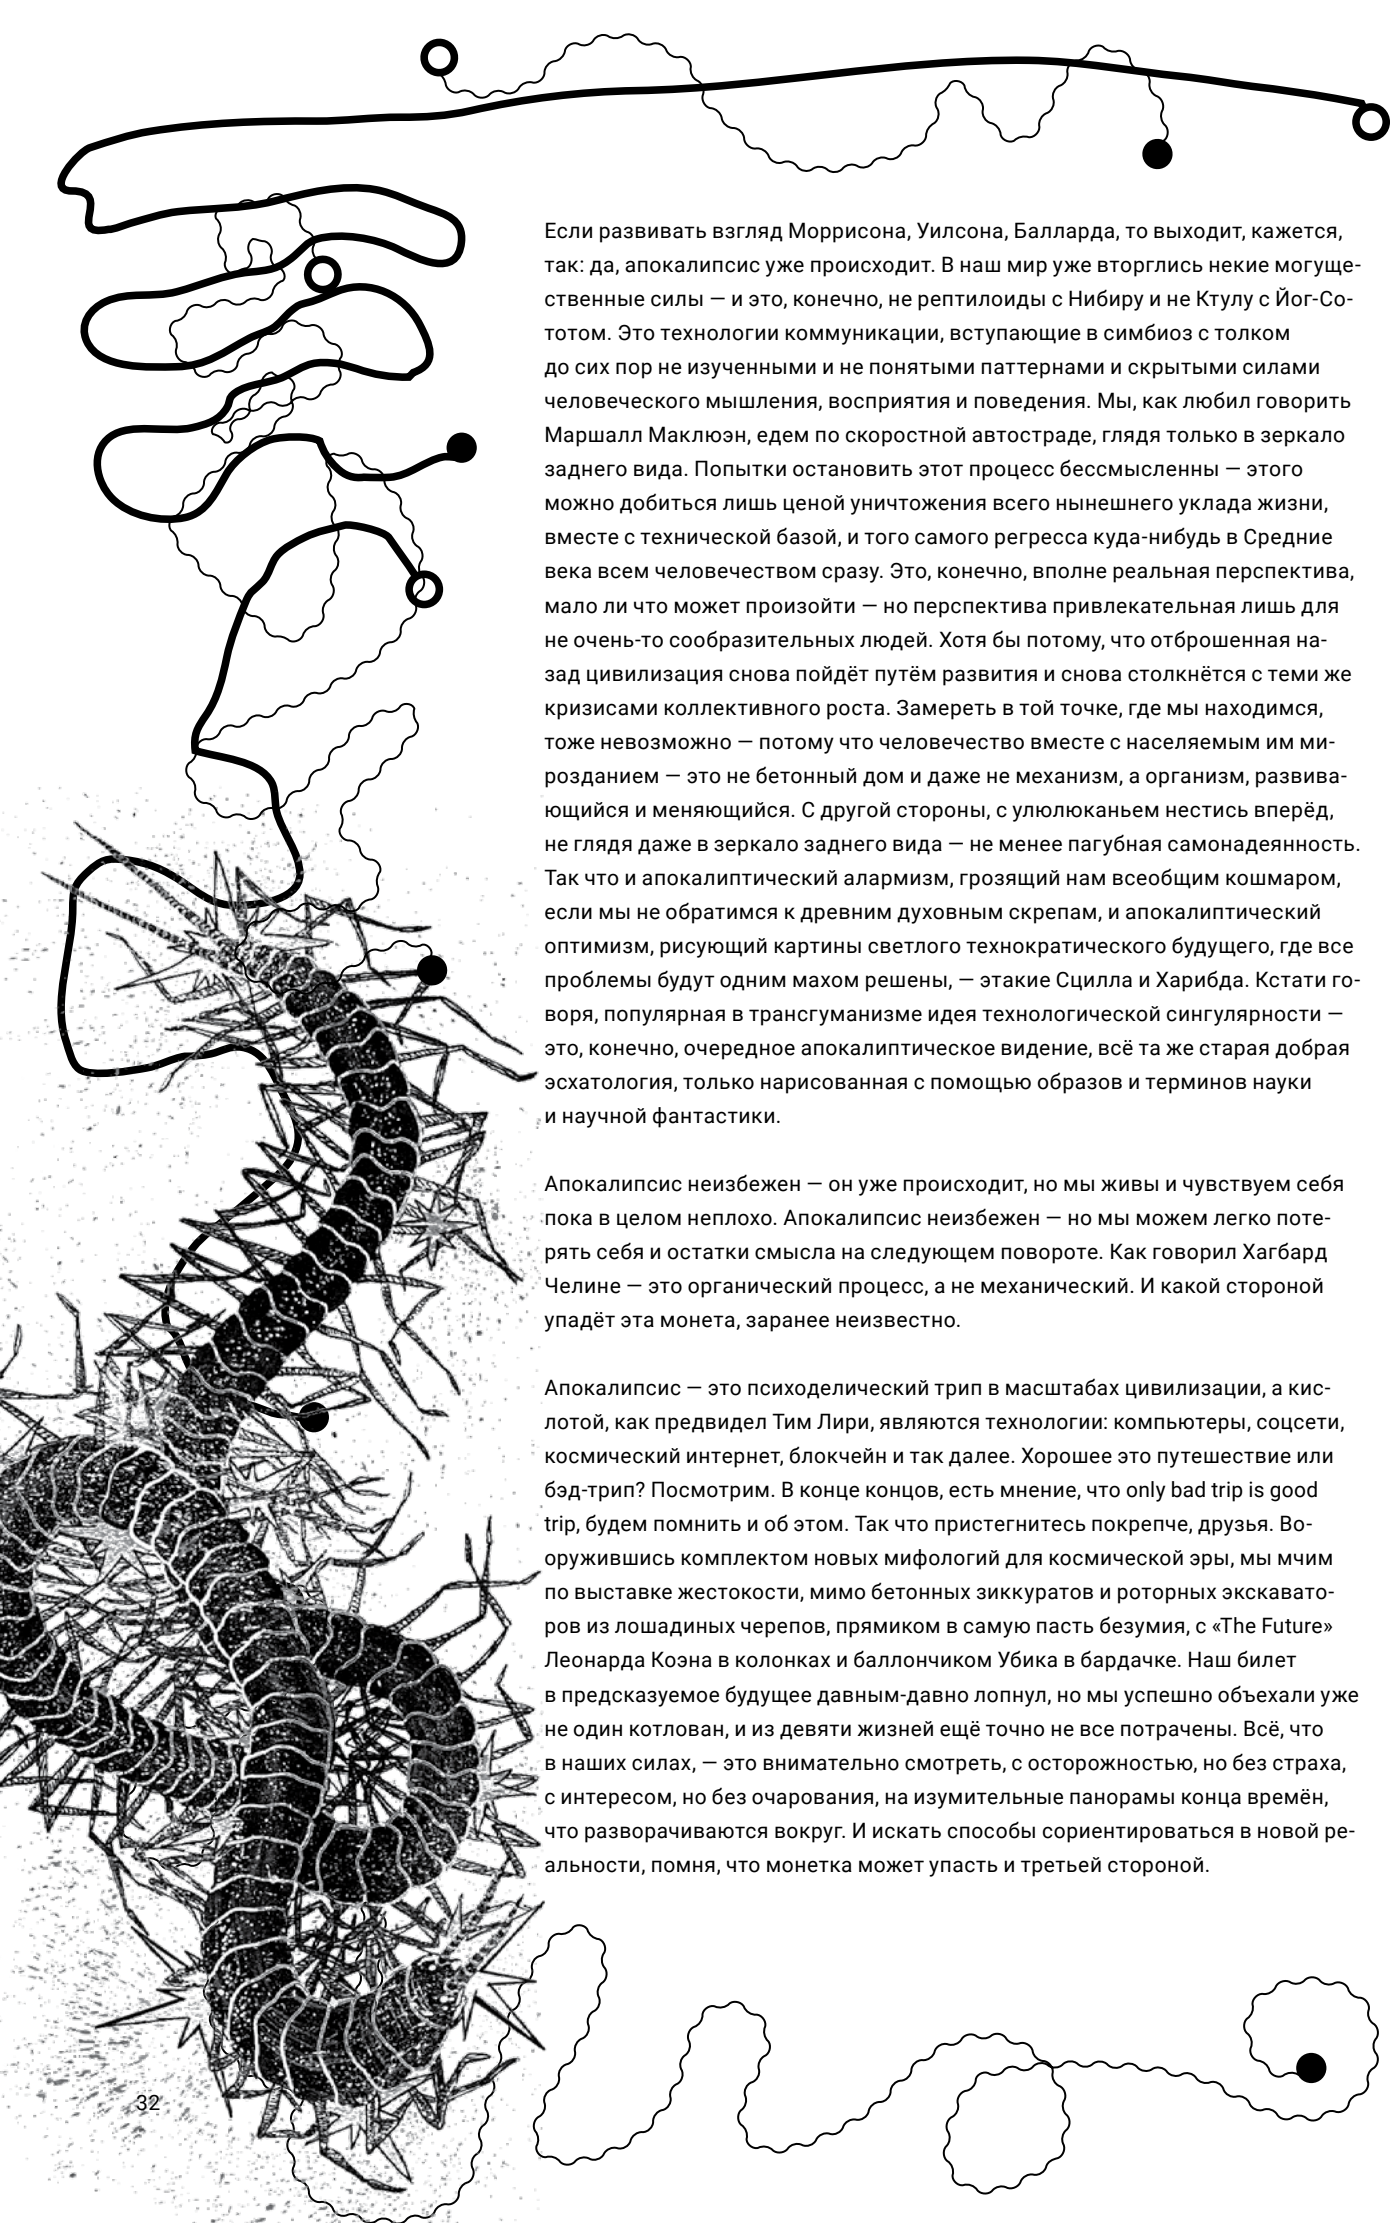 Если развивать взгляд Моррисона, Уилсона, Балларда, то выходит, кажется,
так: да, апокалипсис уже происходит. В наш мир уже вторглись некие могуще-
ственные силы — и это, конечно, не рептилоиды с Нибиру и не Ктулу с Йог-Со-
тотом. Это технологии коммуникации, вступающие в симбиоз с толком
до сих пор не изученными и не понятыми паттернами и скрытыми силами
человеческого мышления, восприятия и поведения. Мы, как любил говорить
Маршалл Маклюэн, едем по скоростной автостраде, глядя только в зеркало
заднего вида. Попытки остановить этот процесс бессмысленны — этого
можно добиться лишь ценой уничтожения всего нынешнего уклада жизни,
вместе с технической базой, и того самого регресса куда-нибудь в Средние
века всем человечеством сразу. Это, конечно, вполне реальная перспектива,
мало ли что может произойти — но перспектива привлекательная лишь для
не очень-то сообразительных людей. Хотя бы потому, что отброшенная на-
зад цивилизация снова пойдёт путём развития и снова столкнётся с теми же
кризисами коллективного роста. Замереть в той точке, где мы находимся,
тоже невозможно — потому что человечество вместе с населяемым им ми-
розданием — это не бетонный дом и даже не механизм, а организм, развива-
ющийся и меняющийся. С другой стороны, с улюлюканьем нестись вперёд,
не глядя даже в зеркало заднего вида — не менее пагубная самонадеянность.
Так что и апокалиптический алармизм, грозящий нам всеобщим кошмаром,
если мы не обратимся к древним духовным скрепам, и апокалиптический
оптимизм, рисующий картины светлого технократического будущего, где все
проблемы будут одним махом решены, — этакие Сцилла и Харибда. Кстати го-
воря, популярная в трансгуманизме идея технологической сингулярности —
это, конечно, очередное апокалиптическое видение, всё та же старая добрая
эсхатология, только нарисованная с помощью образов и терминов науки
и научной фантастики.
Апокалипсис неизбежен — он уже происходит, но мы живы и чувствуем себя
пока в целом неплохо. Апокалипсис неизбежен — но мы можем легко поте-
рять себя и остатки смысла на следующем повороте. Как говорил Хагбард
Челине — это органический процесс, а не механический. И какой стороной
упадёт эта монета, заранее неизвестно.
Апокалипсис — это психоделический трип в масштабах цивилизации, а кис-
лотой, как предвидел Тим Лири, являются технологии: компьютеры, соцсети,
космический интернет, блокчейн и так далее. Хорошее это путешествие или
бэд-трип? Посмотрим. В конце концов, есть мнение, что only bad trip is good
trip, будем помнить и об этом. Так что пристегнитесь покрепче, друзья. Во-
оружившись комплектом новых мифологий для космической эры, мы мчим
по выставке жестокости, мимо бетонных зиккуратов и роторных экскавато-
ров из лошадиных черепов, прямиком в самую пасть безумия, с «The Future»
Леонарда Коэна в колонках и баллончиком Убика в бардачке. Наш билет
в предсказуемое будущее давным-давно лопнул, но мы успешно объехали уже
не один котлован, и из девяти жизней ещё точно не все потрачены. Всё, что
в наших силах, — это внимательно смотреть, с осторожностью, но без страха,
с интересом, но без очарования, на изумительные панорамы конца времён,
что разворачиваются вокруг. И искать способы сориентироваться в новой ре-
альности, помня, что монетка может упасть и третьей стороной.
32